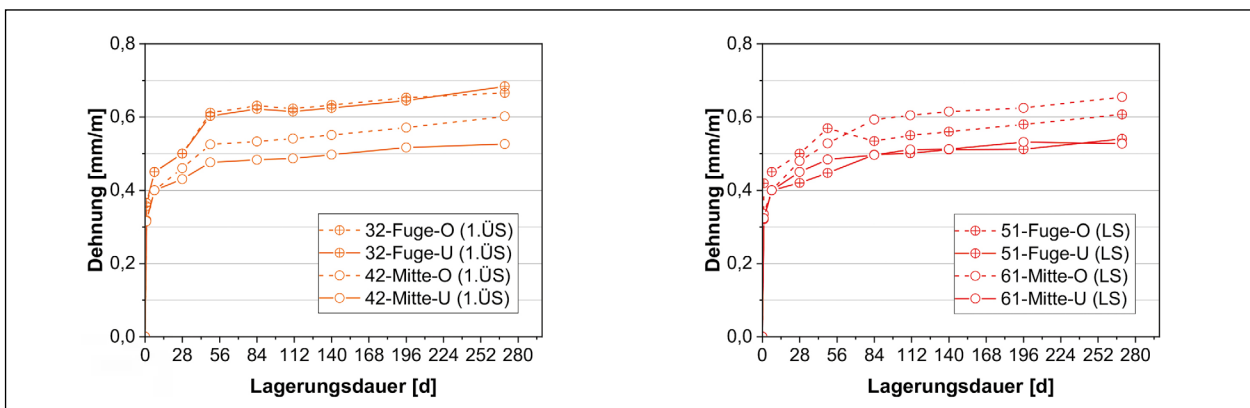 0,8
0,6
0,4
0,2
0,0
Dehnung [mm/m]
32-Fuge-O (1.ÜS)
32-Fuge-U (1.ÜS)
42-Mitte-O (1.ÜS)
42-Mitte-U (1.ÜS)
0 28 56 84 112 140 168 196 224 252 280
Lagerungsdauer [d]
0,8
0,6
0,4
0,2
0,0
Dehnung [mm/m]
51-Fuge-O (LS)
51-Fuge-U (LS)
61-Mitte-O (LS)
61-Mitte-U (LS)
0 28 56 84 112 140 168 196 224 252 280
Lagerungsdauer [d]